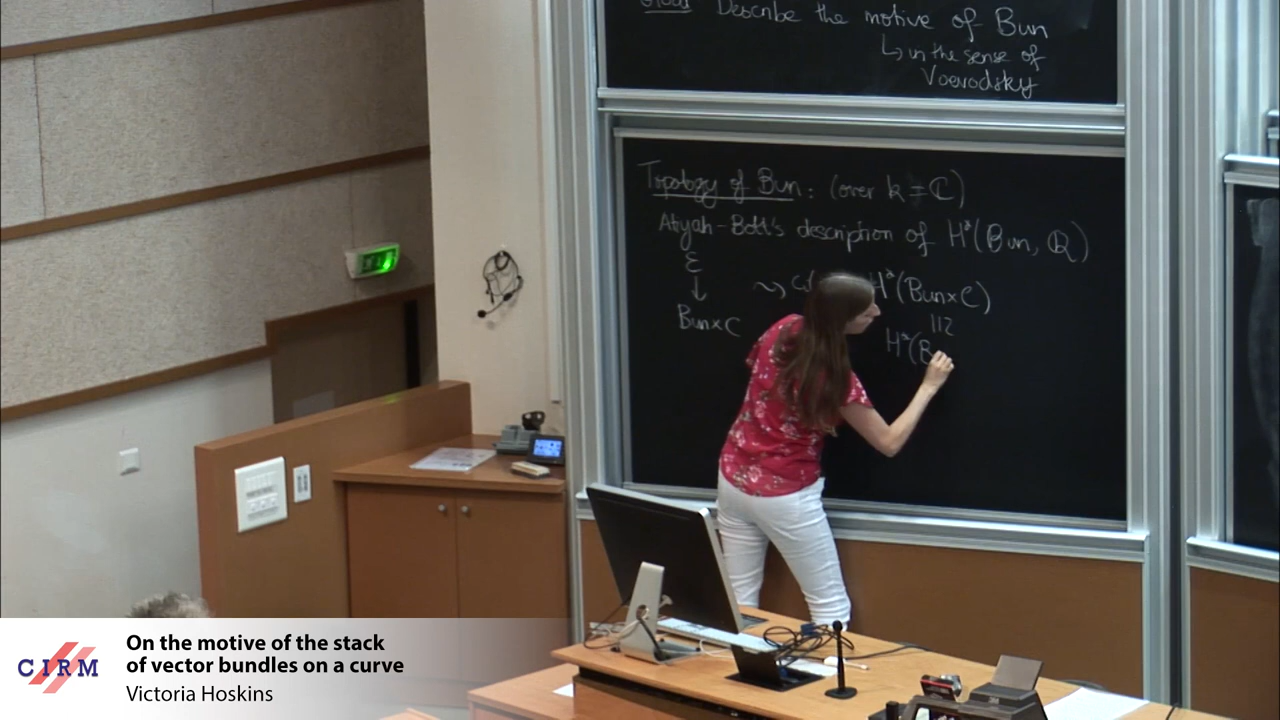 Goal Describe the motive of Bun
↳ in the sense of
Voevodsky
Topology of Bun: (over k = ℂ)
Atiyah-Bott's description of H*(Bun, ℚ)
ℰ
↓
Bun×C
⇝ H*(Bun×C)
H*(B
CIRM
On the motive of the stack
of vector bundles on a curve
Victoria Hoskins